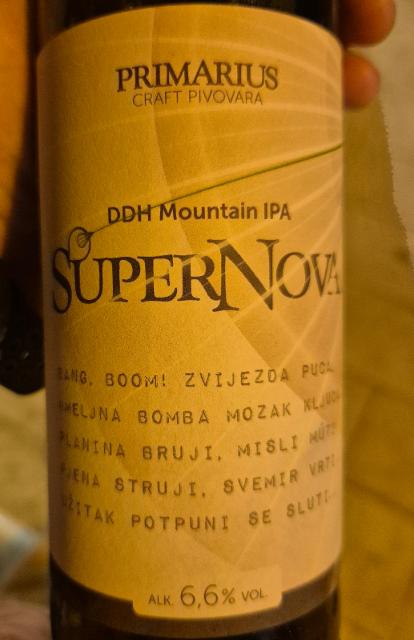 PRIMARIUS
CRAFT PIVOVARA
DDH Mountain IPA
SUPERNOVA
BANG, BOOM! ZVIJEZDA PUCA,
HMELJNA BOMBA MOZAK
PLANINA BRUJI, MISLI
PJENA STRUJI, SVEMIR VRTI
UŽITAK POTPUNI SE SLUTI...
ALK. 6,6% VOL.